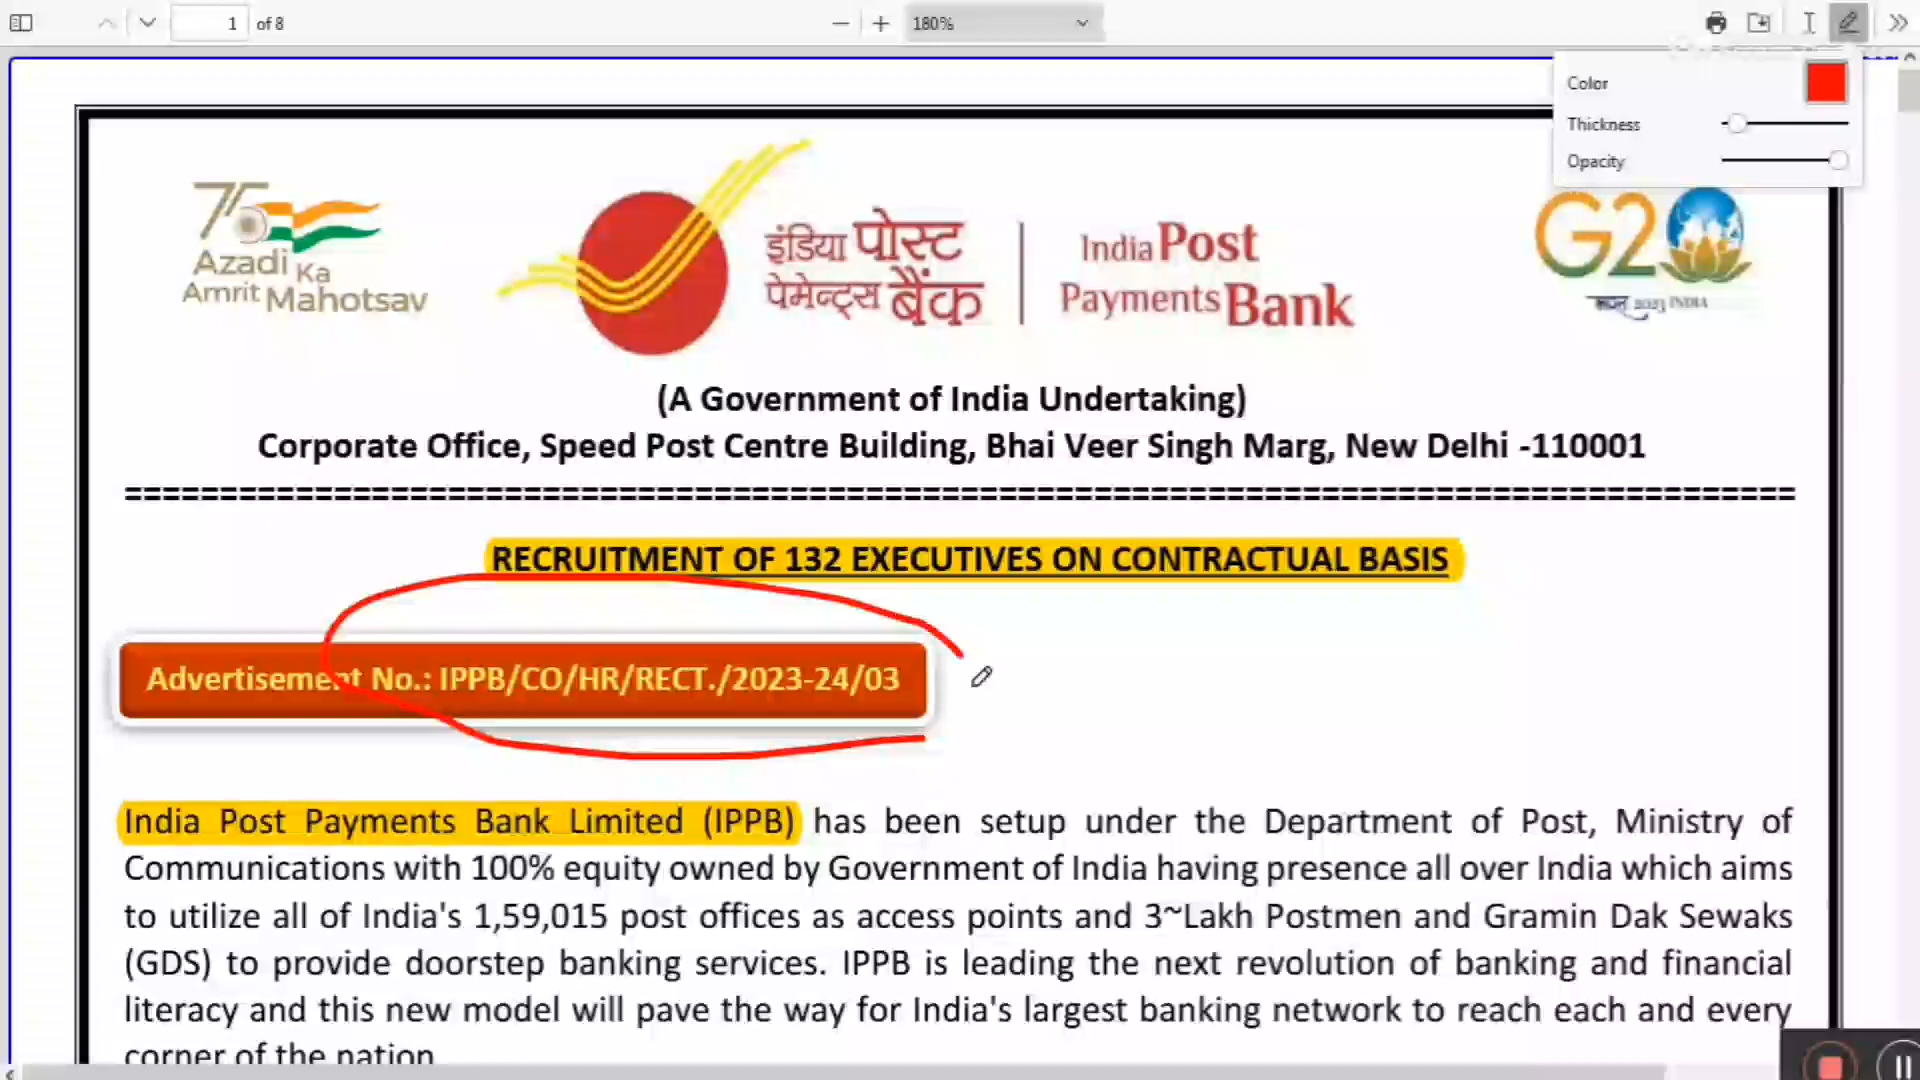 1 of 8
180%
Color
Thickness
Opacity
75
Azadi Ka
Amrit Mahotsav
इंडिया पोस्ट
पेमेन्ट्स बैंक
India Post
Payments Bank
G20
2023 INDIA
(A Government of India Undertaking)
Corporate Office, Speed Post Centre Building, Bhai Veer Singh Marg, New Delhi -110001
================================================================================
RECRUITMENT OF 132 EXECUTIVES ON CONTRACTUAL BASIS
Advertisement No.: IPPB/CO/HR/RECT./2023-24/03
India Post Payments Bank Limited (IPPB) has been setup under the Department of Post, Ministry of
Communications with 100% equity owned by Government of India having presence all over India which aims
to utilize all of India's 1,59,015 post offices as access points and 3~Lakh Postmen and Gramin Dak Sewaks
(GDS) to provide doorstep banking services. IPPB is leading the next revolution of banking and financial
literacy and this new model will pave the way for India's largest banking network to reach each and every
corner of the nation